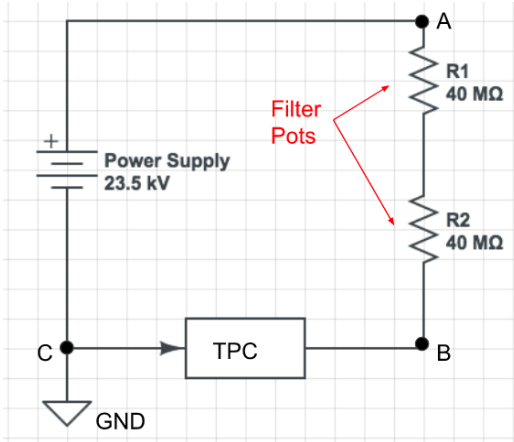 A
R1
40 MΩ
Filter
Pots
+
Power Supply
23.5 kV
R2
40 MΩ
C
TPC
B
GND